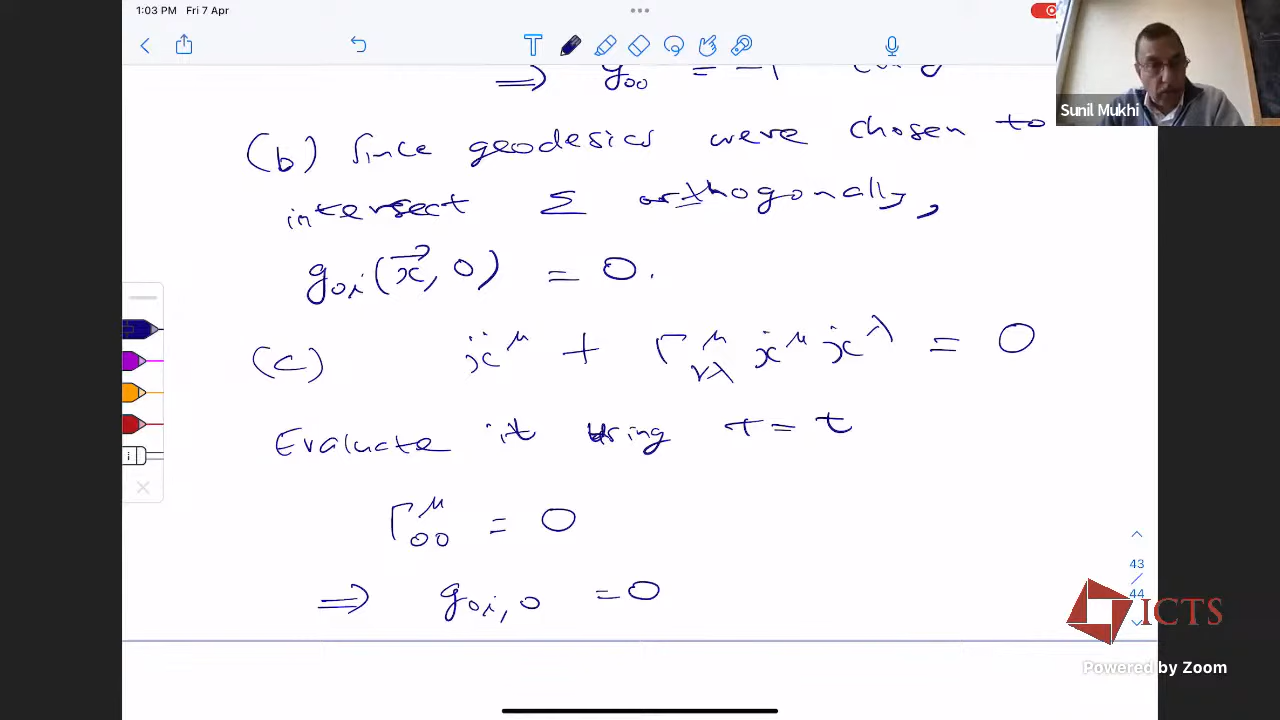 1:03 PM Fri 7 Apr
Sunil Mukhi
⟹ g₀₀ = −1
(b) Since geodesics were chosen to
intersect Σ orthogonally,
g₀ᵢ(x⃗, 0) = 0.
(c) ẍ^μ + Γ^μ_νλ ẋ^μ ẋ^λ = 0
Evaluate it using τ = t
Γ^μ_00 = 0
⟹ g₀ᵢ,₀ = 0
43
/
44
ICTS
Powered by Zoom